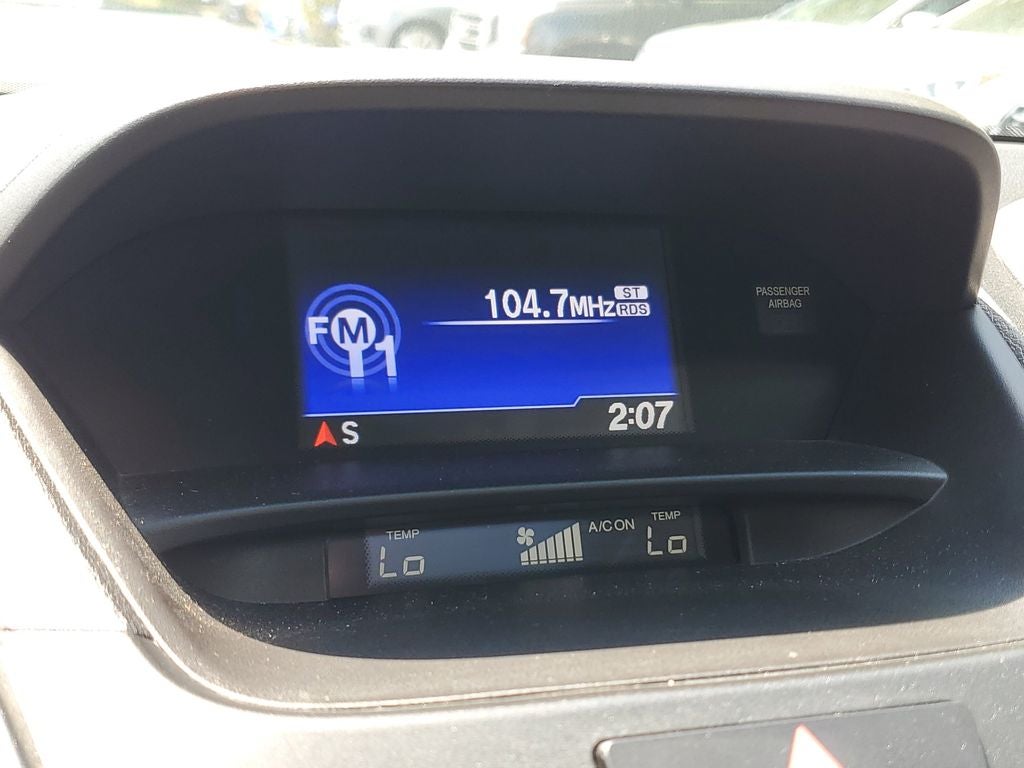 FM 1
104.7MHz
ST
RDS
PASSENGER
AIRBAG
S
2:07
TEMP
Lo
A/C ON
TEMP
Lo